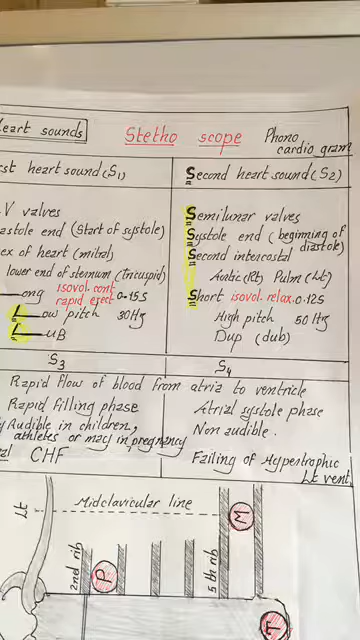 eart sounds
Stetho scope
Phono
cardio gram
st heart sound (S1)
Second heart sound (S2)
V valves
astole end (Start of systole)
ex of heart (mitral)
lower end of sternum (tricuspid)
ong isovol. cont
rapid eject 0.15S
Low pitch 30Hz
LuB
Semilunar valves
Systole end (beginning of
diastole)
Second intercostal
Aortic (Rt) Pulm (Lt)
Short isovol. relax. 0.12S
High pitch 50 Hz
Dup (dub)
S3
S4
Rapid flow of blood from atria to ventricle
Rapid filling phase
Atrial systole phase
Audible in children,
athletes or may in pregnancy
Non audible.
CHF
Failing of Hypertrophic
Lt vent
Lt
Midclavicular line
2nd rib
P
5th rib
M
T